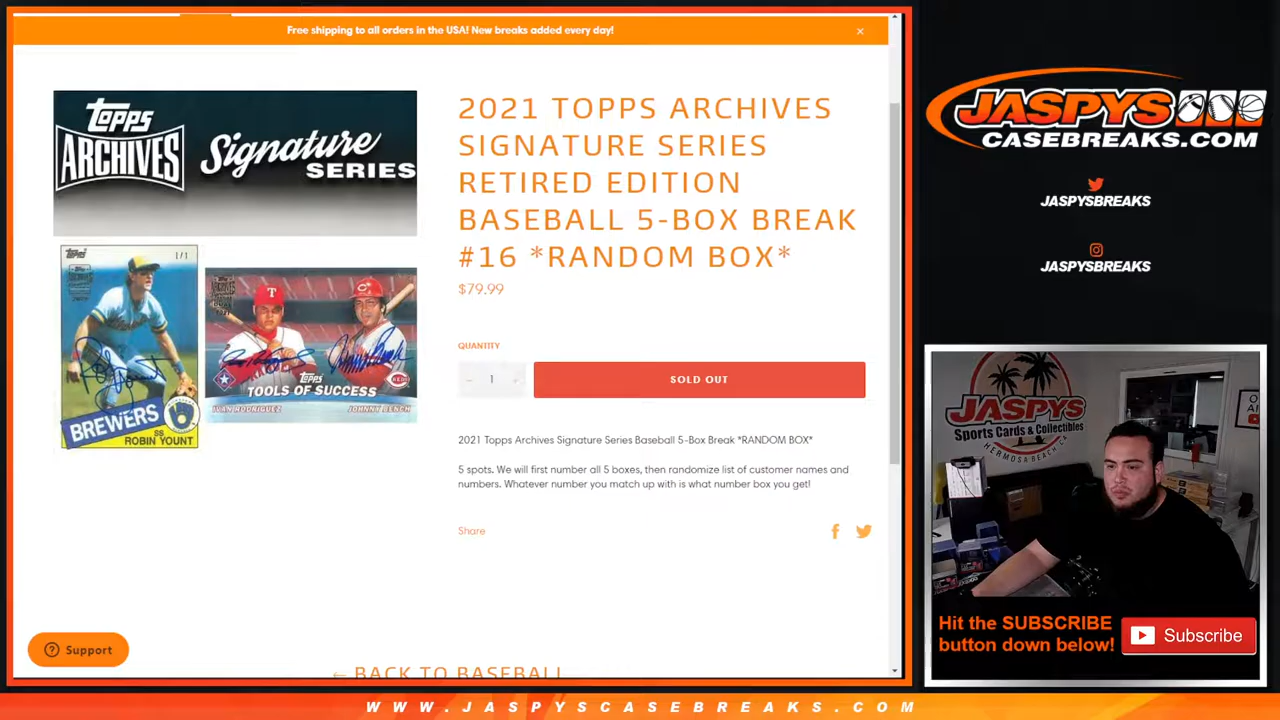 Free shipping to all orders in the USA! New breaks added every day!
×
TOPPS
ARCHIVES
Signature
SERIES
2021 TOPPS ARCHIVES
SIGNATURE SERIES
RETIRED EDITION
BASEBALL 5-BOX BREAK
#16 *RANDOM BOX*
$79.99
QUANTITY
− 1
SOLD OUT
Topps
1/1
BREWERS
SS
ROBIN YOUNT
Topps
TOOLS OF SUCCESS
IVAN RODRIGUEZ
JOHNNY BENCH
REDS
2021 Topps Archives Signature Series Baseball 5-Box Break *RANDOM BOX*
5 spots. We will first number all 5 boxes, then randomize list of customer names and
numbers. Whatever number you match up with is what number box you get!
Share
Support
← BACK TO BASEBALL
JASPYS
CASEBREAKS.COM
JASPYSBREAKS
JASPYSBREAKS
JASPYS
Sports Cards & Collectibles
HERMOSA BEACH, CA
Hit the SUBSCRIBE
button down below!
Subscribe
WWW.JASPYSCASEBREAKS.COM